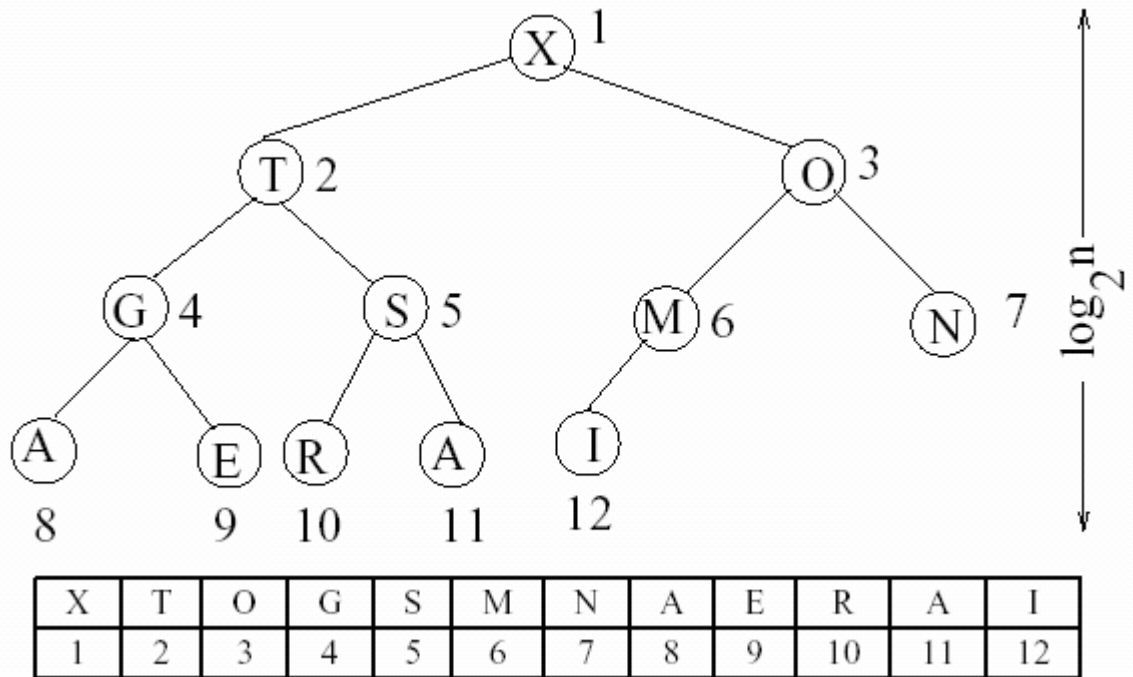 X 1
T 2 O 3
G 4 S 5 M 6 N 7
log2n
A E R A I
8 9 10 11 12
X T O G S M N A E R A I
1 2 3 4 5 6 7 8 9 10 11 12